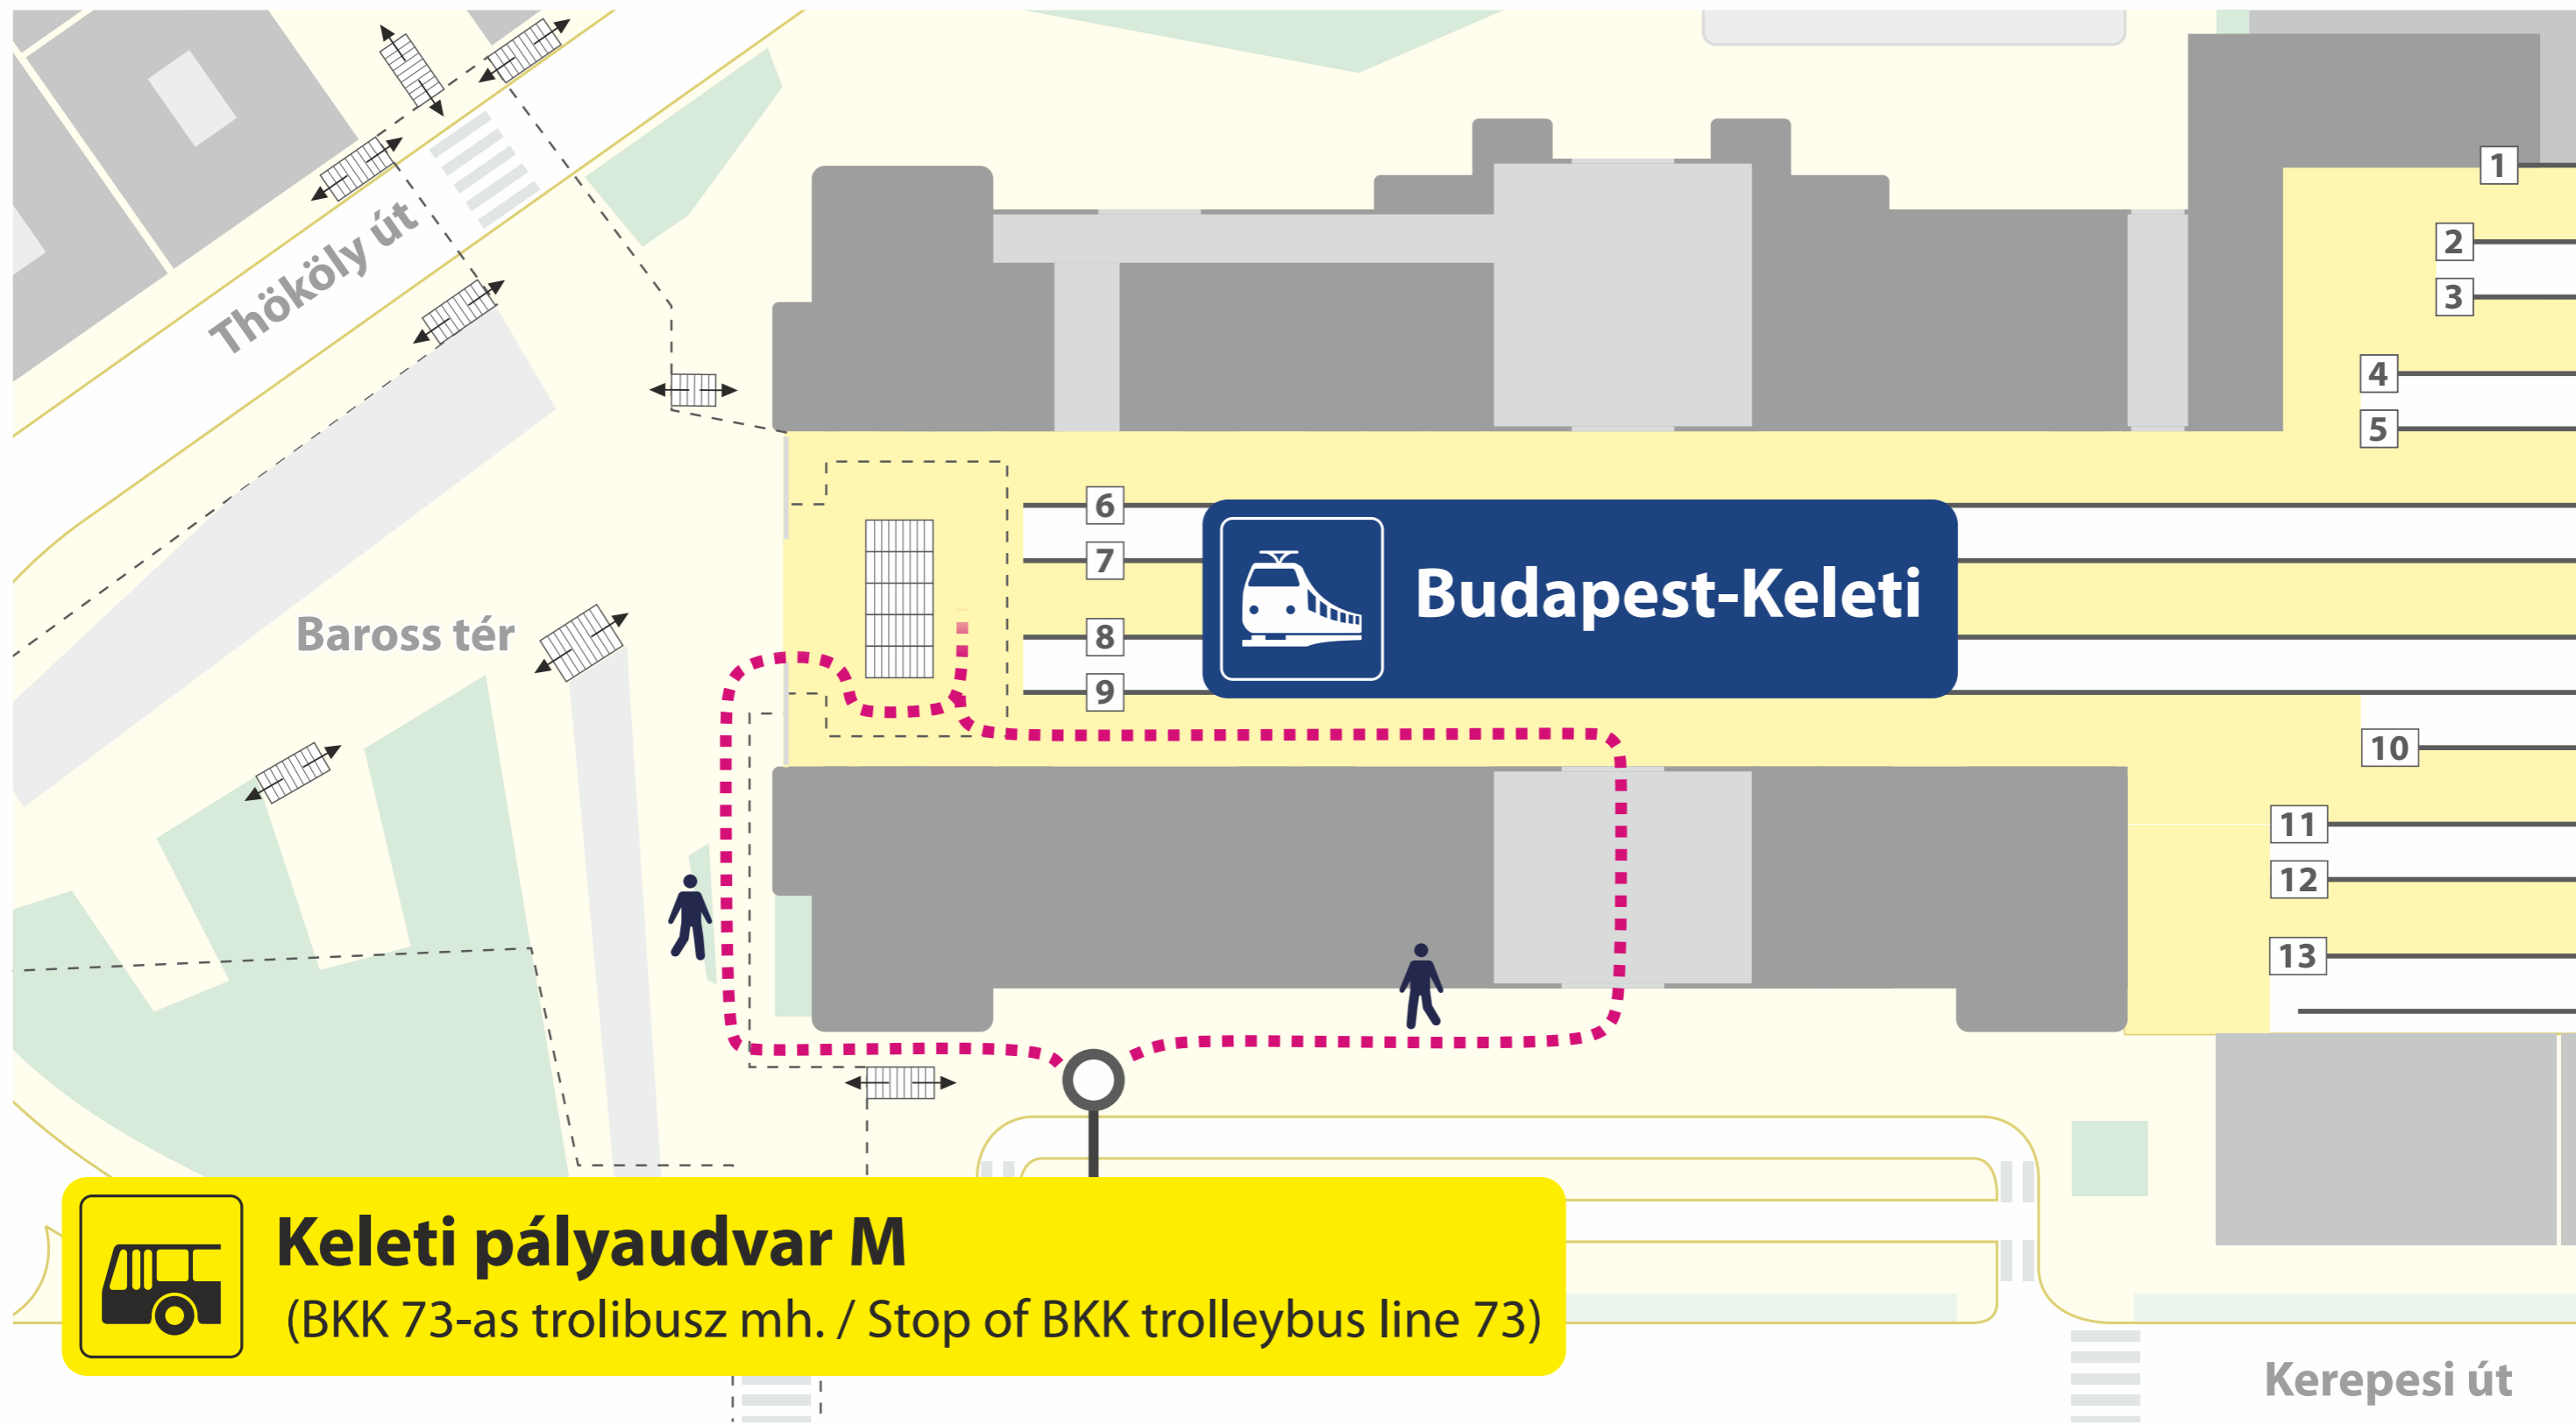 Thököly út
1
2
3
4
5
6
7
8
9
Budapest-Keleti
Baross tér
10
11
12
13
Keleti pályaudvar M
(BKK 73-as trolibusz mh. / Stop of BKK trolleybus line 73)
Kerepesi út